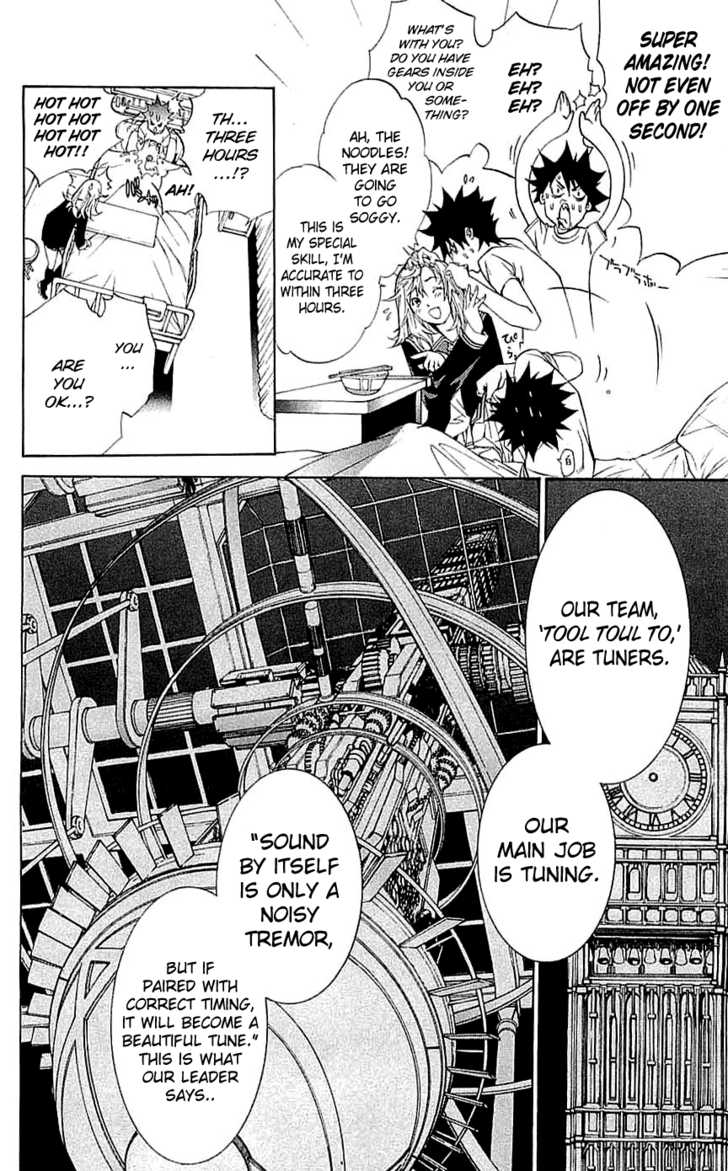 SUPER
AMAZING!
NOT EVEN
OFF BY ONE
SECOND!
EH?
EH?
EH?
WHAT'S
WITH YOU?
DO YOU HAVE
GEARS INSIDE
YOU OR
SOME-
THING?
AH, THE
NOODLES!
THEY ARE
GOING
TO GO
SOGGY.
THIS IS
MY SPECIAL
SKILL, I'M
ACCURATE TO
WITHIN THREE
HOURS.
TH...
THREE
HOURS
...!?
HOT HOT
HOT HOT
HOT HOT
HOT!!
AH!
YOU
...
ARE
YOU
OK...?
OUR TEAM,
'TOOL TOUL TO,'
ARE TUNERS.
OUR
MAIN JOB
IS TUNING.
"SOUND
BY ITSELF
IS ONLY A
NOISY
TREMOR,
BUT IF
PAIRED WITH
CORRECT TIMING,
IT WILL BECOME A
BEAUTIFUL TUNE."
THIS IS WHAT
OUR LEADER
SAYS..